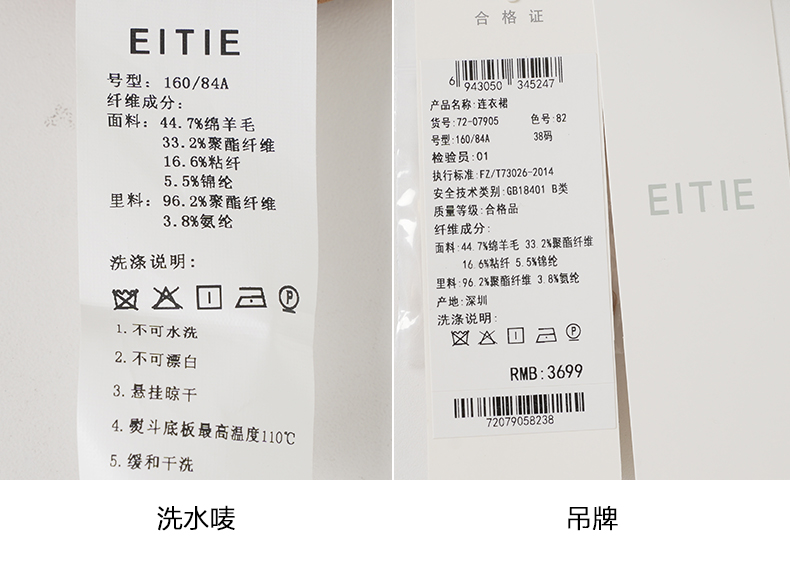 EITIE
号型: 160/84A
纤维成分:
面料: 44.7%绵羊毛
33.2%聚酯纤维
16.6%粘纤
5.5%锦纶
里料: 96.2%聚酯纤维
3.8%氨纶
洗涤说明:
P
1.不可水洗
2.不可漂白
3.悬挂晾干
4.熨斗底板最高温度110℃
5.缓和干洗
洗水唛
合格证
6 943050 345247
产品名称:连衣裙
货号:72-07905 色号:82
号型:160/84A 38码
检验员:01
执行标准:FZ/T73026-2014
安全技术类别:GB18401 B类
质量等级:合格品
纤维成分:
面料:44.7%绵羊毛 33.2%聚酯纤维
16.6%粘纤 5.5%锦纶
里料:96.2%聚酯纤维 3.8%氨纶
产地:深圳
洗涤说明:
P
RMB:3699
72079058238
EITIE
吊牌